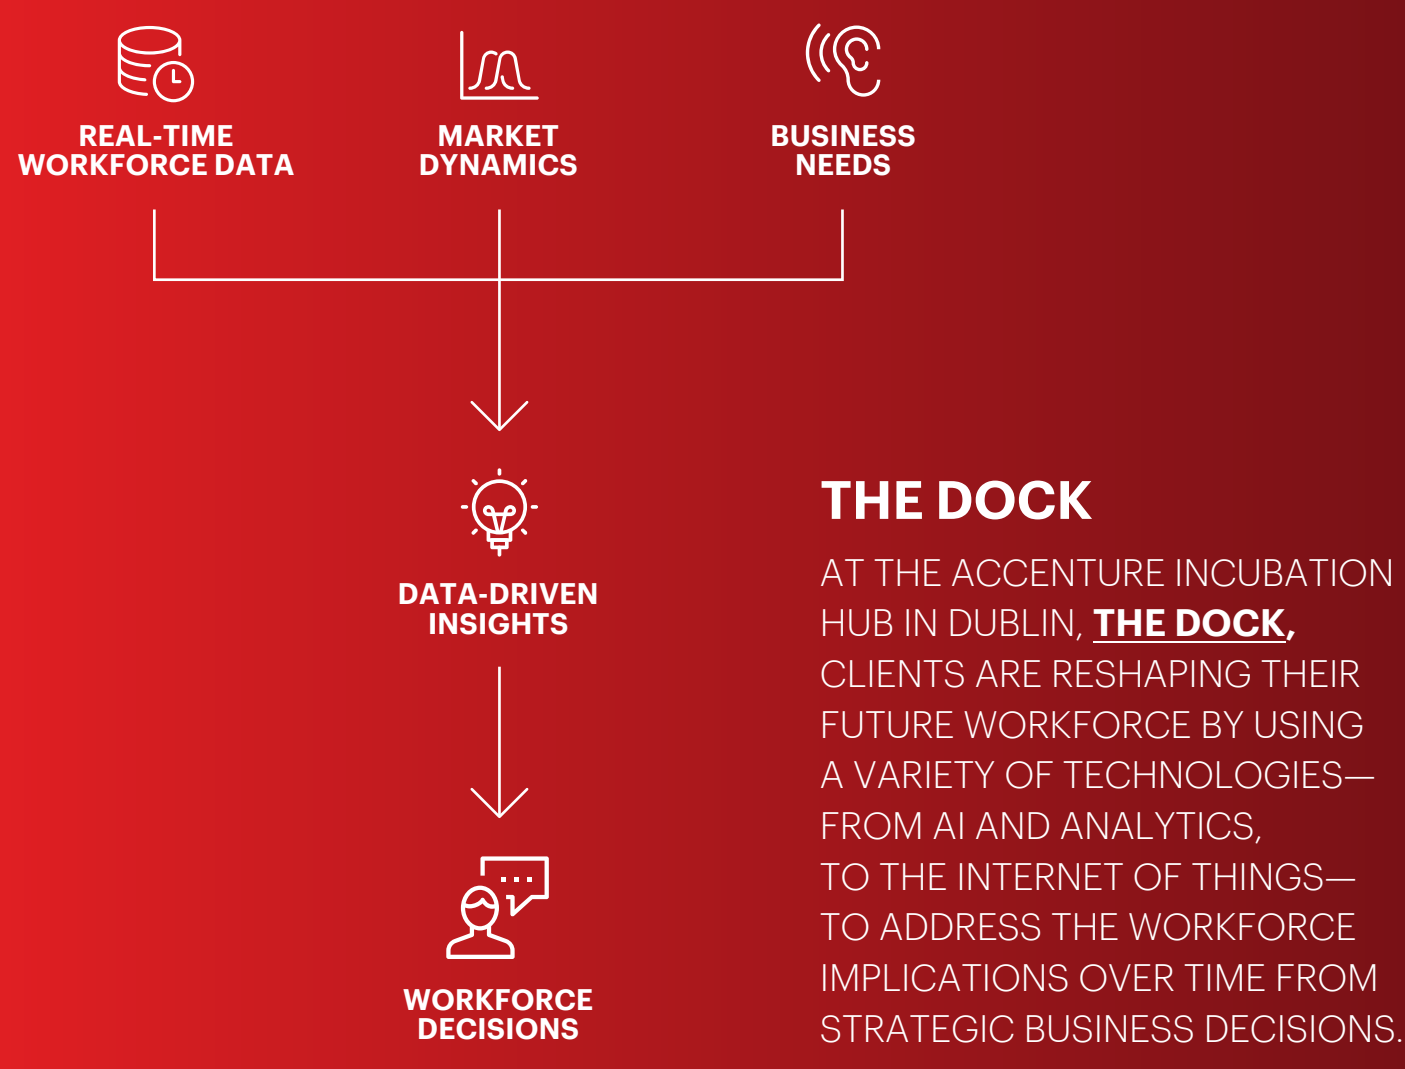 REAL-TIME
WORKFORCE DATA
MARKET
DYNAMICS
BUSINESS
NEEDS
DATA-DRIVEN
INSIGHTS
WORKFORCE
DECISIONS
THE DOCK
AT THE ACCENTURE INCUBATION
HUB IN DUBLIN, THE DOCK,
CLIENTS ARE RESHAPING THEIR
FUTURE WORKFORCE BY USING
A VARIETY OF TECHNOLOGIES—
FROM AI AND ANALYTICS,
TO THE INTERNET OF THINGS—
TO ADDRESS THE WORKFORCE
IMPLICATIONS OVER TIME FROM
STRATEGIC BUSINESS DECISIONS.